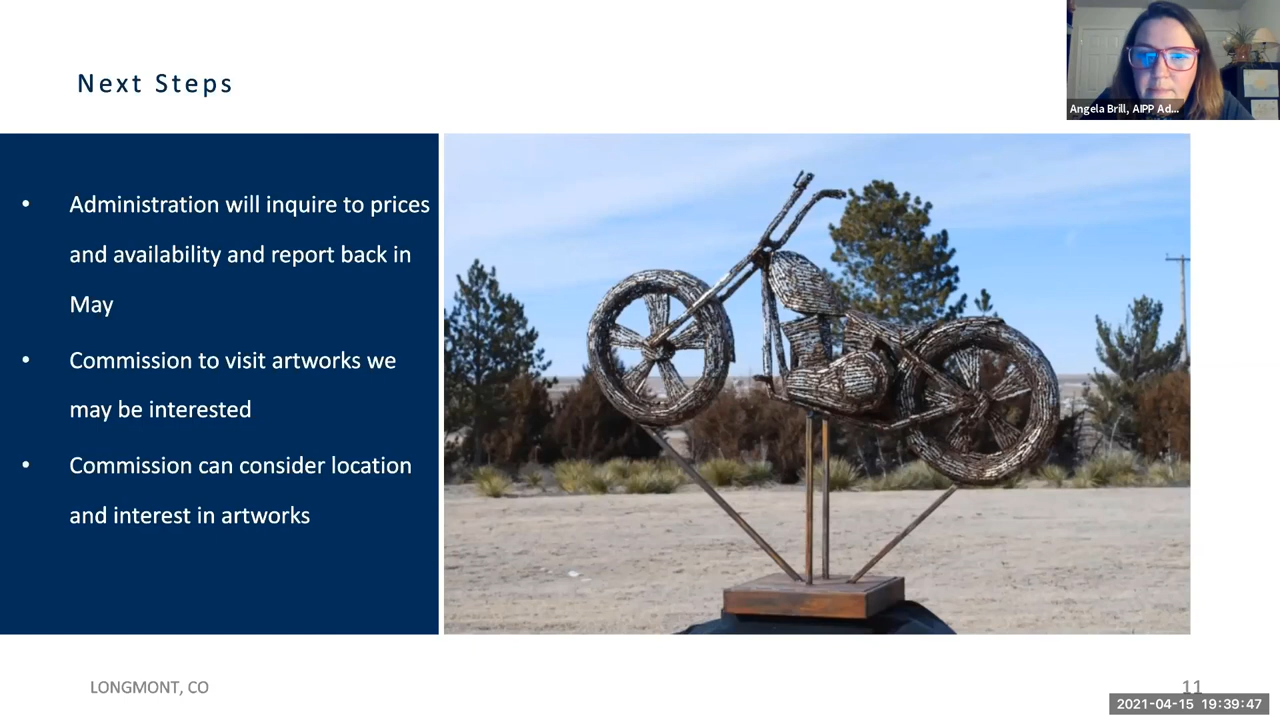 Next Steps
Angela Brill, AIPP Ad...
• Administration will inquire to prices
and availability and report back in
May
• Commission to visit artworks we
may be interested
• Commission can consider location
and interest in artworks
LONGMONT, CO
11
2021-04-15 19:39:47